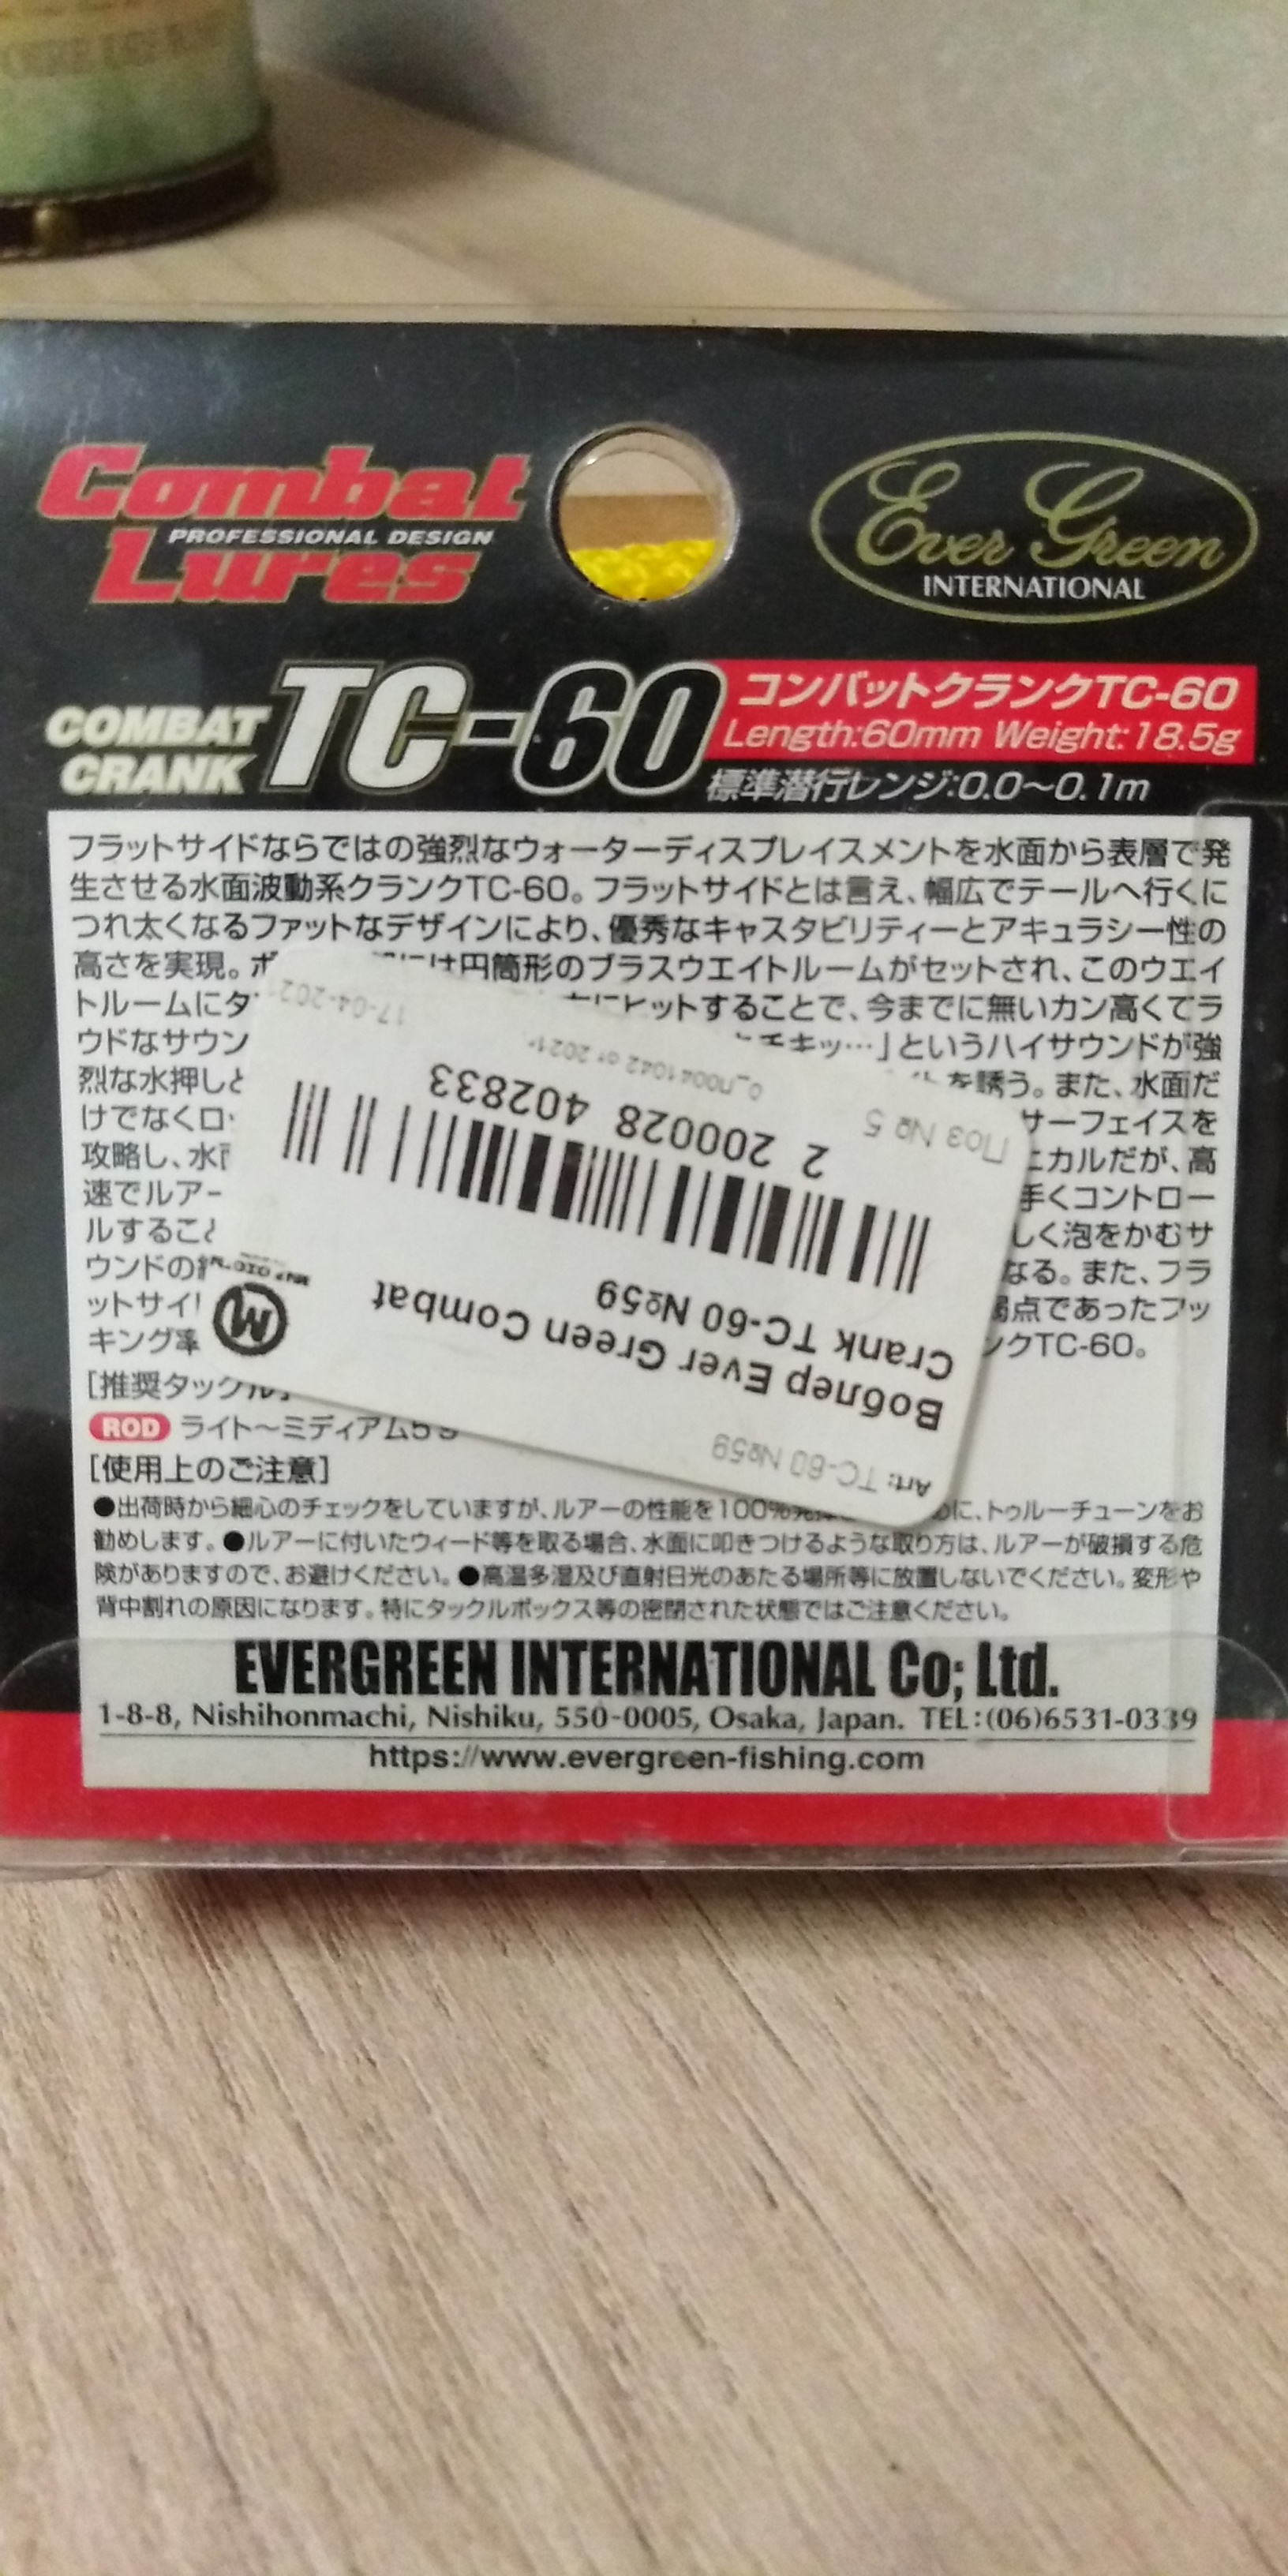 Combat
PROFESSIONAL DESIGN
Lures
Ever Green
INTERNATIONAL
COMBAT
CRANK
TC-60
コンバットクランクTC-60
Length:60mm Weight:18.5g
標準潜行レンジ:0.0〜0.1m
フラットサイドならではの強烈なウォーターディスプレイスメントを水面から表層で発
生させる水面波動系クランクTC-60。フラットサイドとは言え、幅広でテールへ行くに
つれ太くなるファットなデザインにより、優秀なキャスタビリティーとアキュラシー性の
高さを実現。 は円筒形のブラスウエイトルームがセットされ、このウエイ
トルームにタ ヒットすることで、今までに無いカン高くてラ
ウドなサウン キッ…」というハイサウンドが強
烈な水押しと を誘う。また、水面だ
けでなくロ サーフェイスを
攻略し、水 ニカルだが、高
速でルアー 手くコントロー
ルすること しく泡をかむサ
ウンドの なる。また、フラ
ットサイ 弱点であったフッ
キング率 ンクTC-60。
[推奨タックル]
ROD ライト〜ミディアム
[使用上のご注意]
●出荷時から細心のチェックをしていますが、ルアーの性能を100% に、トゥルーチューンをお
勧めします。●ルアーに付いたウィード等を取る場合、水面に叩きつけるような取り方は、ルアーが破損する危
険がありますので、お避けください。●高温多湿及び直射日光のあたる場所等に放置しないでください。変形や
背中割れの原因になります。特にタックルボックス等の密閉された状態ではご注意ください。
EVERGREEN INTERNATIONAL Co; Ltd.
1-8-8, Nishihonmachi, Nishiku, 550-0005, Osaka, Japan. TEL:(06)6531-0339
https://www.evergreen-fishing.com
Art: TC-60 №59
Воблер Ever Green Combat
Crank TC-60 №59
2 200028 402833
Поз № 5
17-04-2021